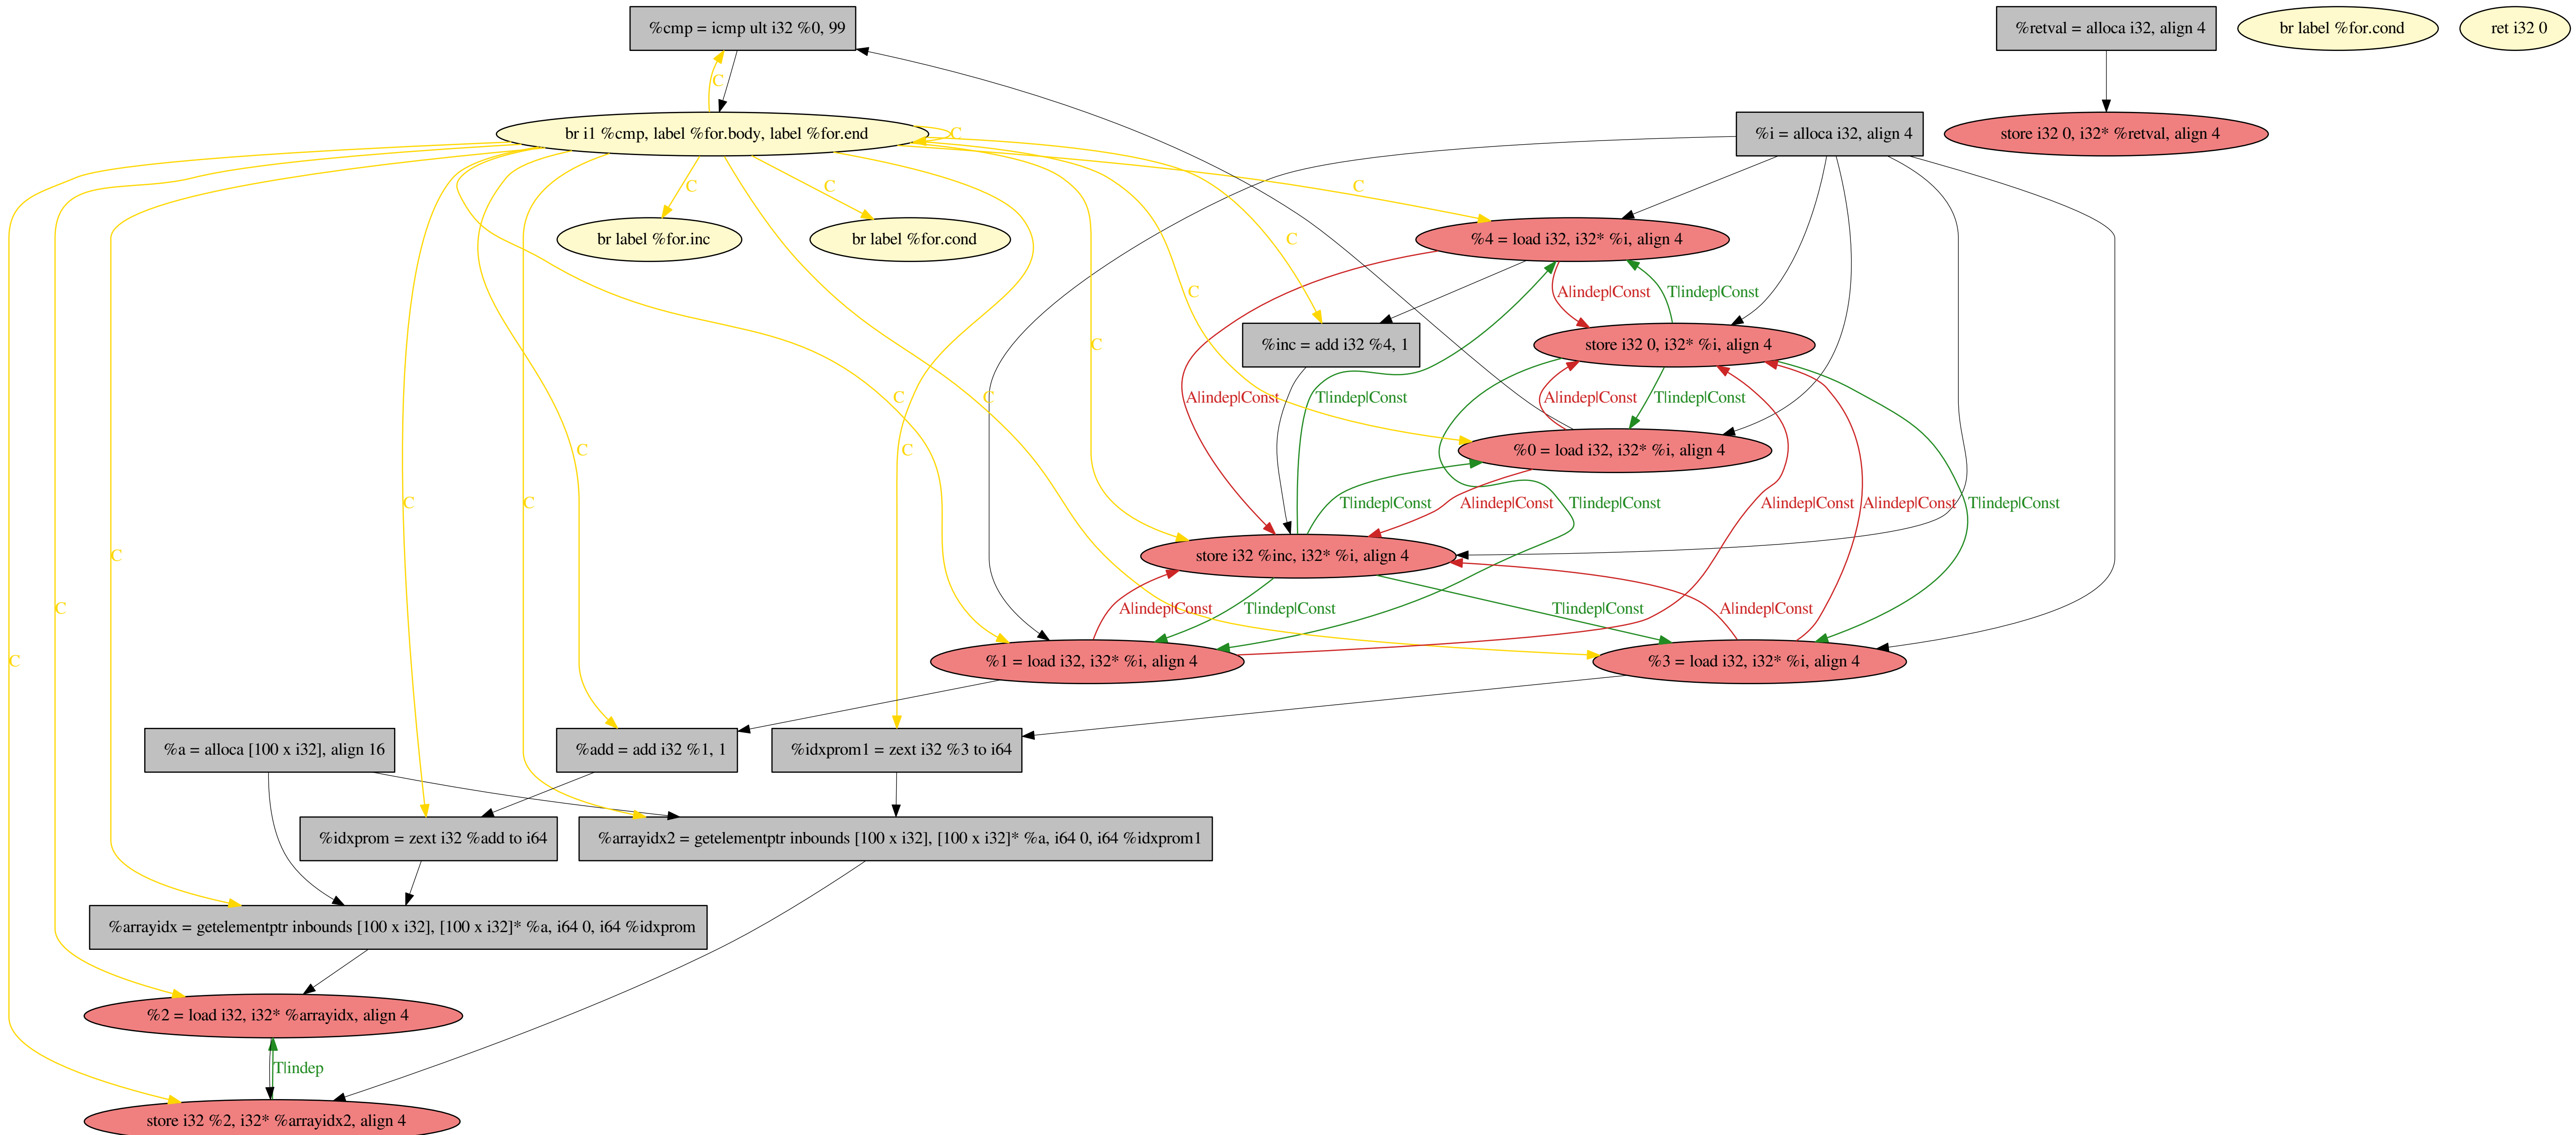 %cmp = icmp ult i32 %0, 99
%retval = alloca i32, align 4
br label %for.cond
ret i32 0
C
br i1 %cmp, label %for.body, label %for.end
C
%i = alloca i32, align 4
store i32 0, i32* %retval, align 4
C
C
C
br label %for.inc
br label %for.cond
C
%4 = load i32, i32* %i, align 4
C
A|indep|Const
T|indep|Const
%inc = add i32 %4, 1
C
store i32 0, i32* %i, align 4
C
C
A|indep|Const
T|indep|Const
A|indep|Const
T|indep|Const
C
C
%0 = load i32, i32* %i, align 4
C
C
T|indep|Const
A|indep|Const
T|indep|Const
A|indep|Const
A|indep|Const
T|indep|Const
C
store i32 %inc, i32* %i, align 4
C
A|indep|Const
T|indep|Const
T|indep|Const
A|indep|Const
C
%1 = load i32, i32* %i, align 4
%3 = load i32, i32* %i, align 4
%a = alloca [100 x i32], align 16
%add = add i32 %1, 1
%idxprom1 = zext i32 %3 to i64
%idxprom = zext i32 %add to i64
%arrayidx2 = getelementptr inbounds [100 x i32], [100 x i32]* %a, i64 0, i64 %idxprom1
%arrayidx = getelementptr inbounds [100 x i32], [100 x i32]* %a, i64 0, i64 %idxprom
%2 = load i32, i32* %arrayidx, align 4
T|indep
store i32 %2, i32* %arrayidx2, align 4